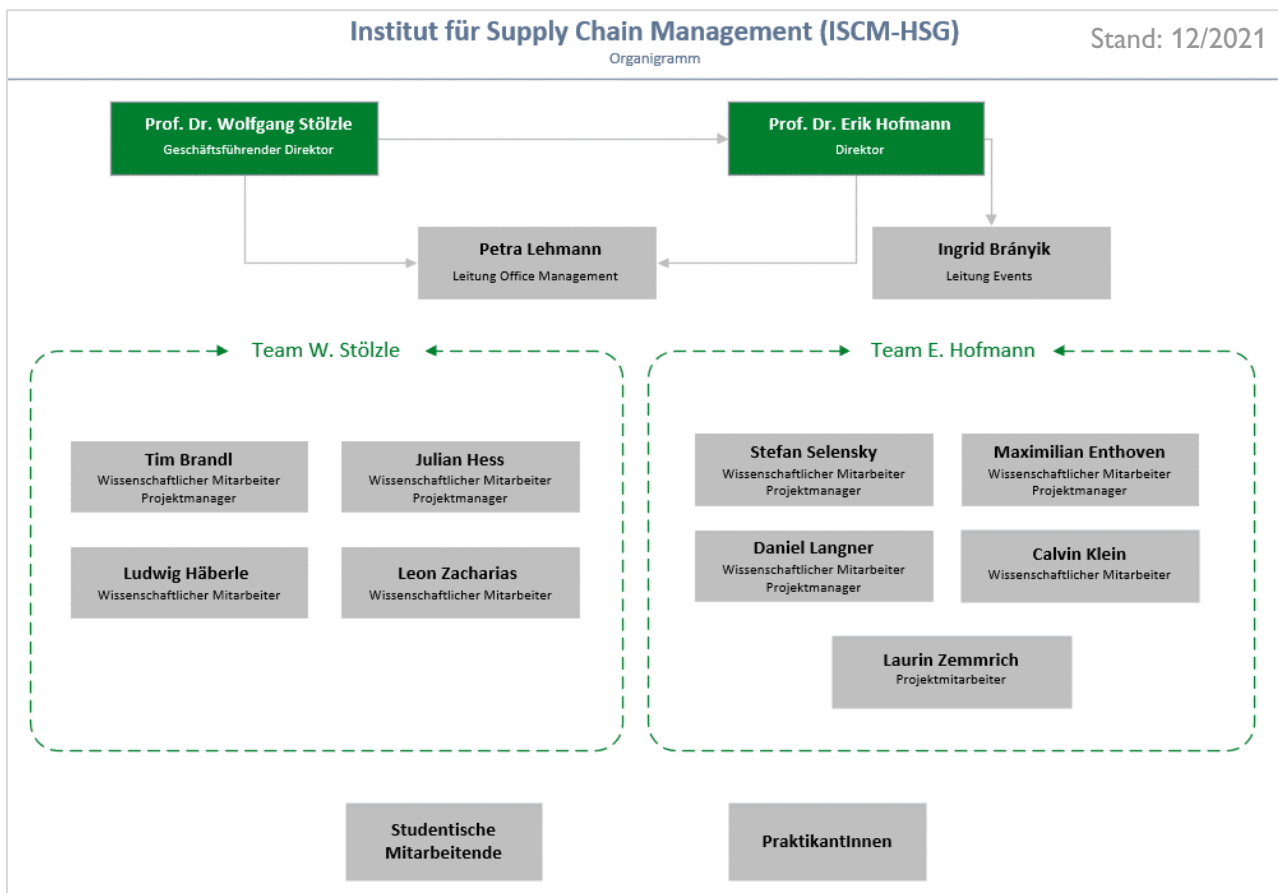 Institut für Supply Chain Management (ISCM-HSG)
Organigramm
Stand: 12/2021
Prof. Dr. Wolfgang Stölzle
Geschäftsführender Direktor
Prof. Dr. Erik Hofmann
Direktor
Petra Lehmann
Leitung Office Management
Ingrid Brányik
Leitung Events
Team W. Stölzle
Tim Brandl
Wissenschaftlicher Mitarbeiter
Projektmanager
Julian Hess
Wissenschaftlicher Mitarbeiter
Projektmanager
Ludwig Häberle
Wissenschaftlicher Mitarbeiter
Leon Zacharias
Wissenschaftlicher Mitarbeiter
Team E. Hofmann
Stefan Selensky
Wissenschaftlicher Mitarbeiter
Projektmanager
Maximilian Enthoven
Wissenschaftlicher Mitarbeiter
Projektmanager
Daniel Langner
Wissenschaftlicher Mitarbeiter
Projektmanager
Calvin Klein
Wissenschaftlicher Mitarbeiter
Laurin Zemmrich
Projektmitarbeiter
Studentische
Mitarbeitende
PraktikantInnen